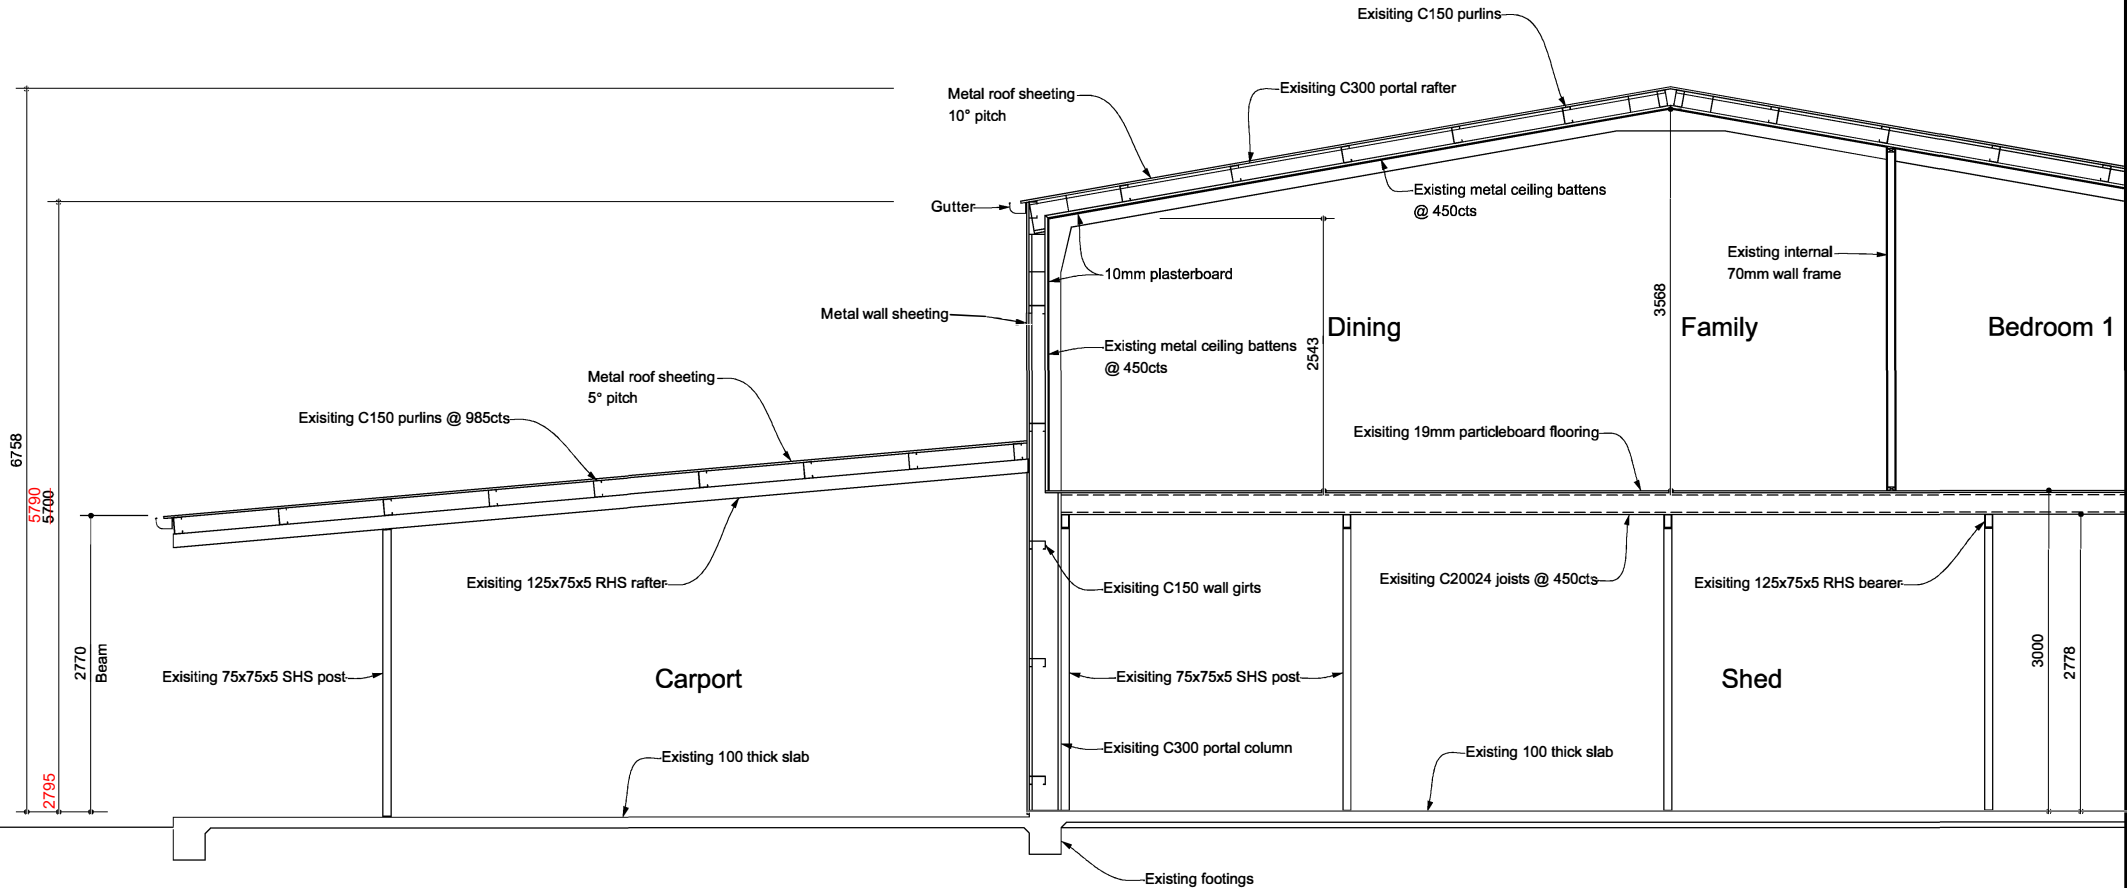 Exisiting C150 purlins
Metal roof sheeting
10° pitch
Exisiting C300 portal rafter
Existing metal ceiling battens
@ 450cts
Gutter
10mm plasterboard
Existing internal
70mm wall frame
Metal wall sheeting
2543
Dining
3568
Family
Bedroom 1
Existing metal ceiling battens
@ 450cts
Metal roof sheeting
5° pitch
Exisiting C150 purlins @ 985cts
Exisiting 19mm particleboard flooring
6758
5790
5700
2795
2770
Beam
Exisiting 125x75x5 RHS rafter
Exisiting C150 wall girts
Exisiting C20024 joists @ 450cts
Exisiting 125x75x5 RHS bearer
Exisiting 75x75x5 SHS post
Carport
Exisiting 75x75x5 SHS post
Shed
3000
2778
Exisiting C300 portal column
Existing 100 thick slab
Existing 100 thick slab
Existing footings